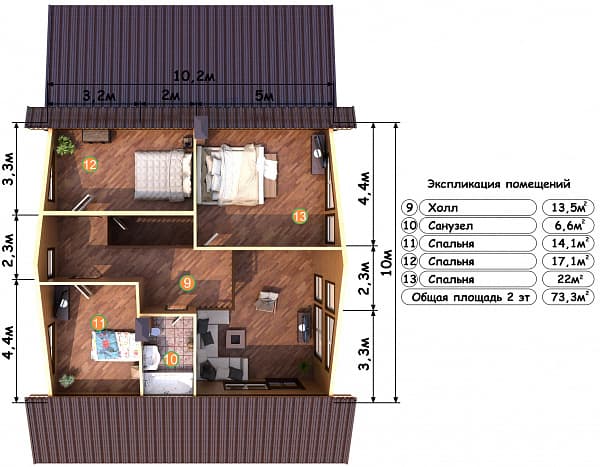 10,2м
3,2м 2м 5м
3,3м
2,3м
4,4м
4,4м
2,3м
3,3м
10м
12
13
9
11
10
Экспликация помещений
9 Холл 13,5м²
10 Санузел 6,6м²
11 Спальня 14,1м²
12 Спальня 17,1м²
13 Спальня 22м²
Общая площадь 2 эт 73,3м²